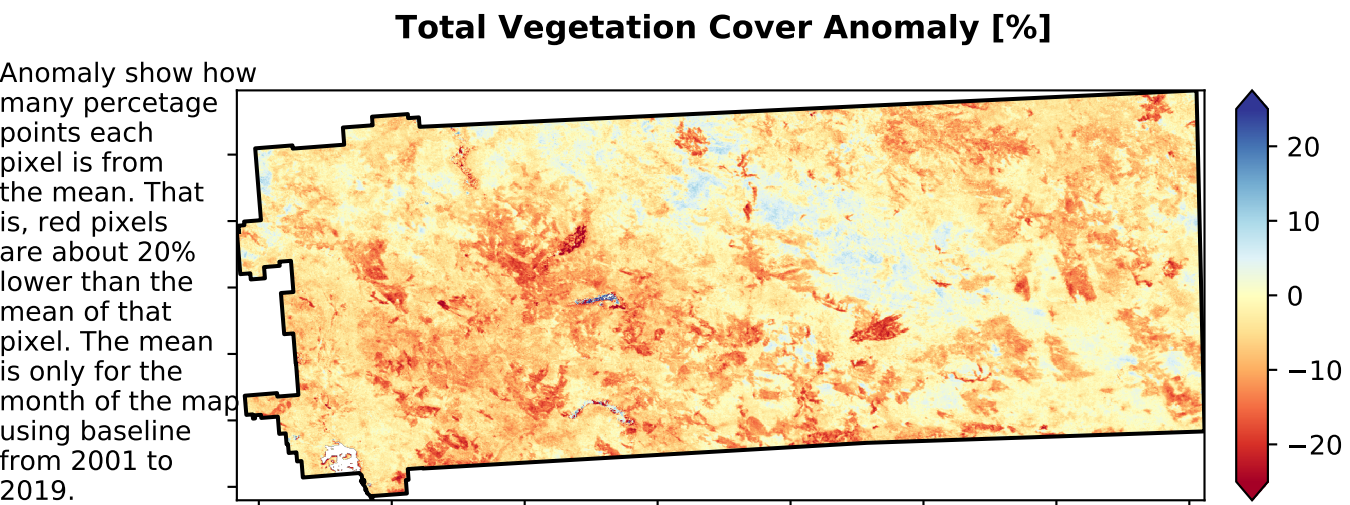 Total Vegetation Cover Anomaly [%]
Anomaly show how
many percetage
points each
pixel is from
the mean. That
is, red pixels
are about 20%
lower than the
mean of that
pixel. The mean
is only for the
month of the map
using baseline
from 2001 to
2019.
20
10
0
−10
−20